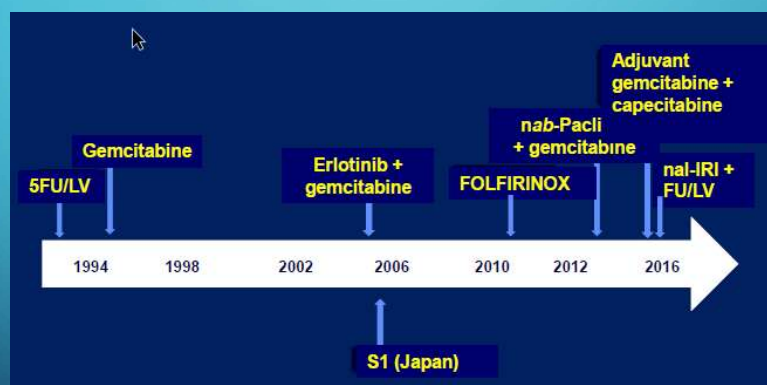 Adjuvant
gemcitabine +
capecitabine
nab-Pacli
+ gemcitabine
Gemcitabine
Erlotinib +
gemcitabine
nal-IRI +
FU/LV
5FU/LV
FOLFIRINOX
1994 1998 2002 2006 2010 2012 2016
S1 (Japan)